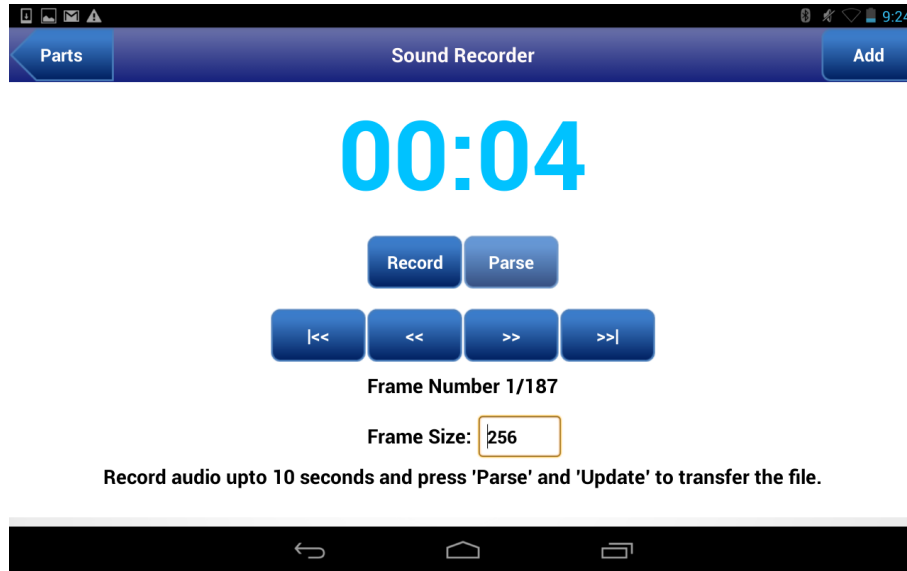 9:24
Parts
Sound Recorder
Add
00:04
Record
Parse
|<<
<<
>>
>>|
Frame Number 1/187
Frame Size: 256
Record audio upto 10 seconds and press 'Parse' and 'Update' to transfer the file.